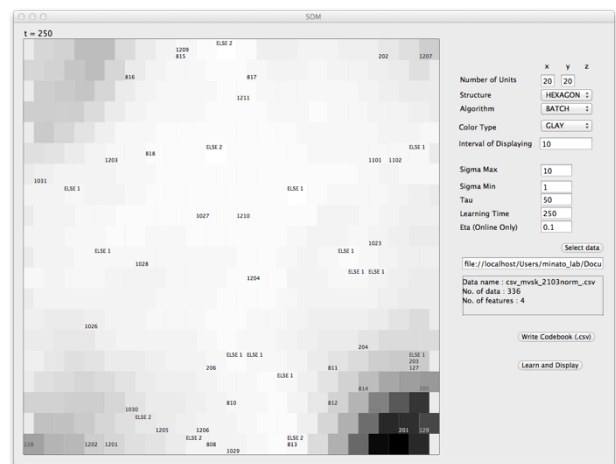 SOM
t = 250
ELSE 2
1209
815
202
1207
816
817
1211
818
ELSE 2
ELSE 1
1203
1101
1102
1031
ELSE 1
ELSE 1
1027
1210
1023
ELSE 1
ELSE 1
1028
ELSE 1
ELSE 1
1204
1026
204
ELSE 1
ELSE 1
ELSE 1
203
206
811
127
ELSE 1
814
205
810
812
1030
ELSE 2
1205
1206
201
129
ELSE 2
128
1202
1201
808
813
1029
ELSE 2
x y z
Number of Units 20 20
Structure HEXAGON
Algorithm BATCH
Color Type GLAY
Interval of Displaying 10
Sigma Max 10
Sigma Min 1
Tau 50
Learning Time 250
Eta (Online Only) 0.1
Select data
file://localhost/Users/minato_lab/Docu
Data name : csv_mvsk_2103norm_.csv
No. of data : 336
No. of features : 4
Write Codebook (.csv)
Learn and Display